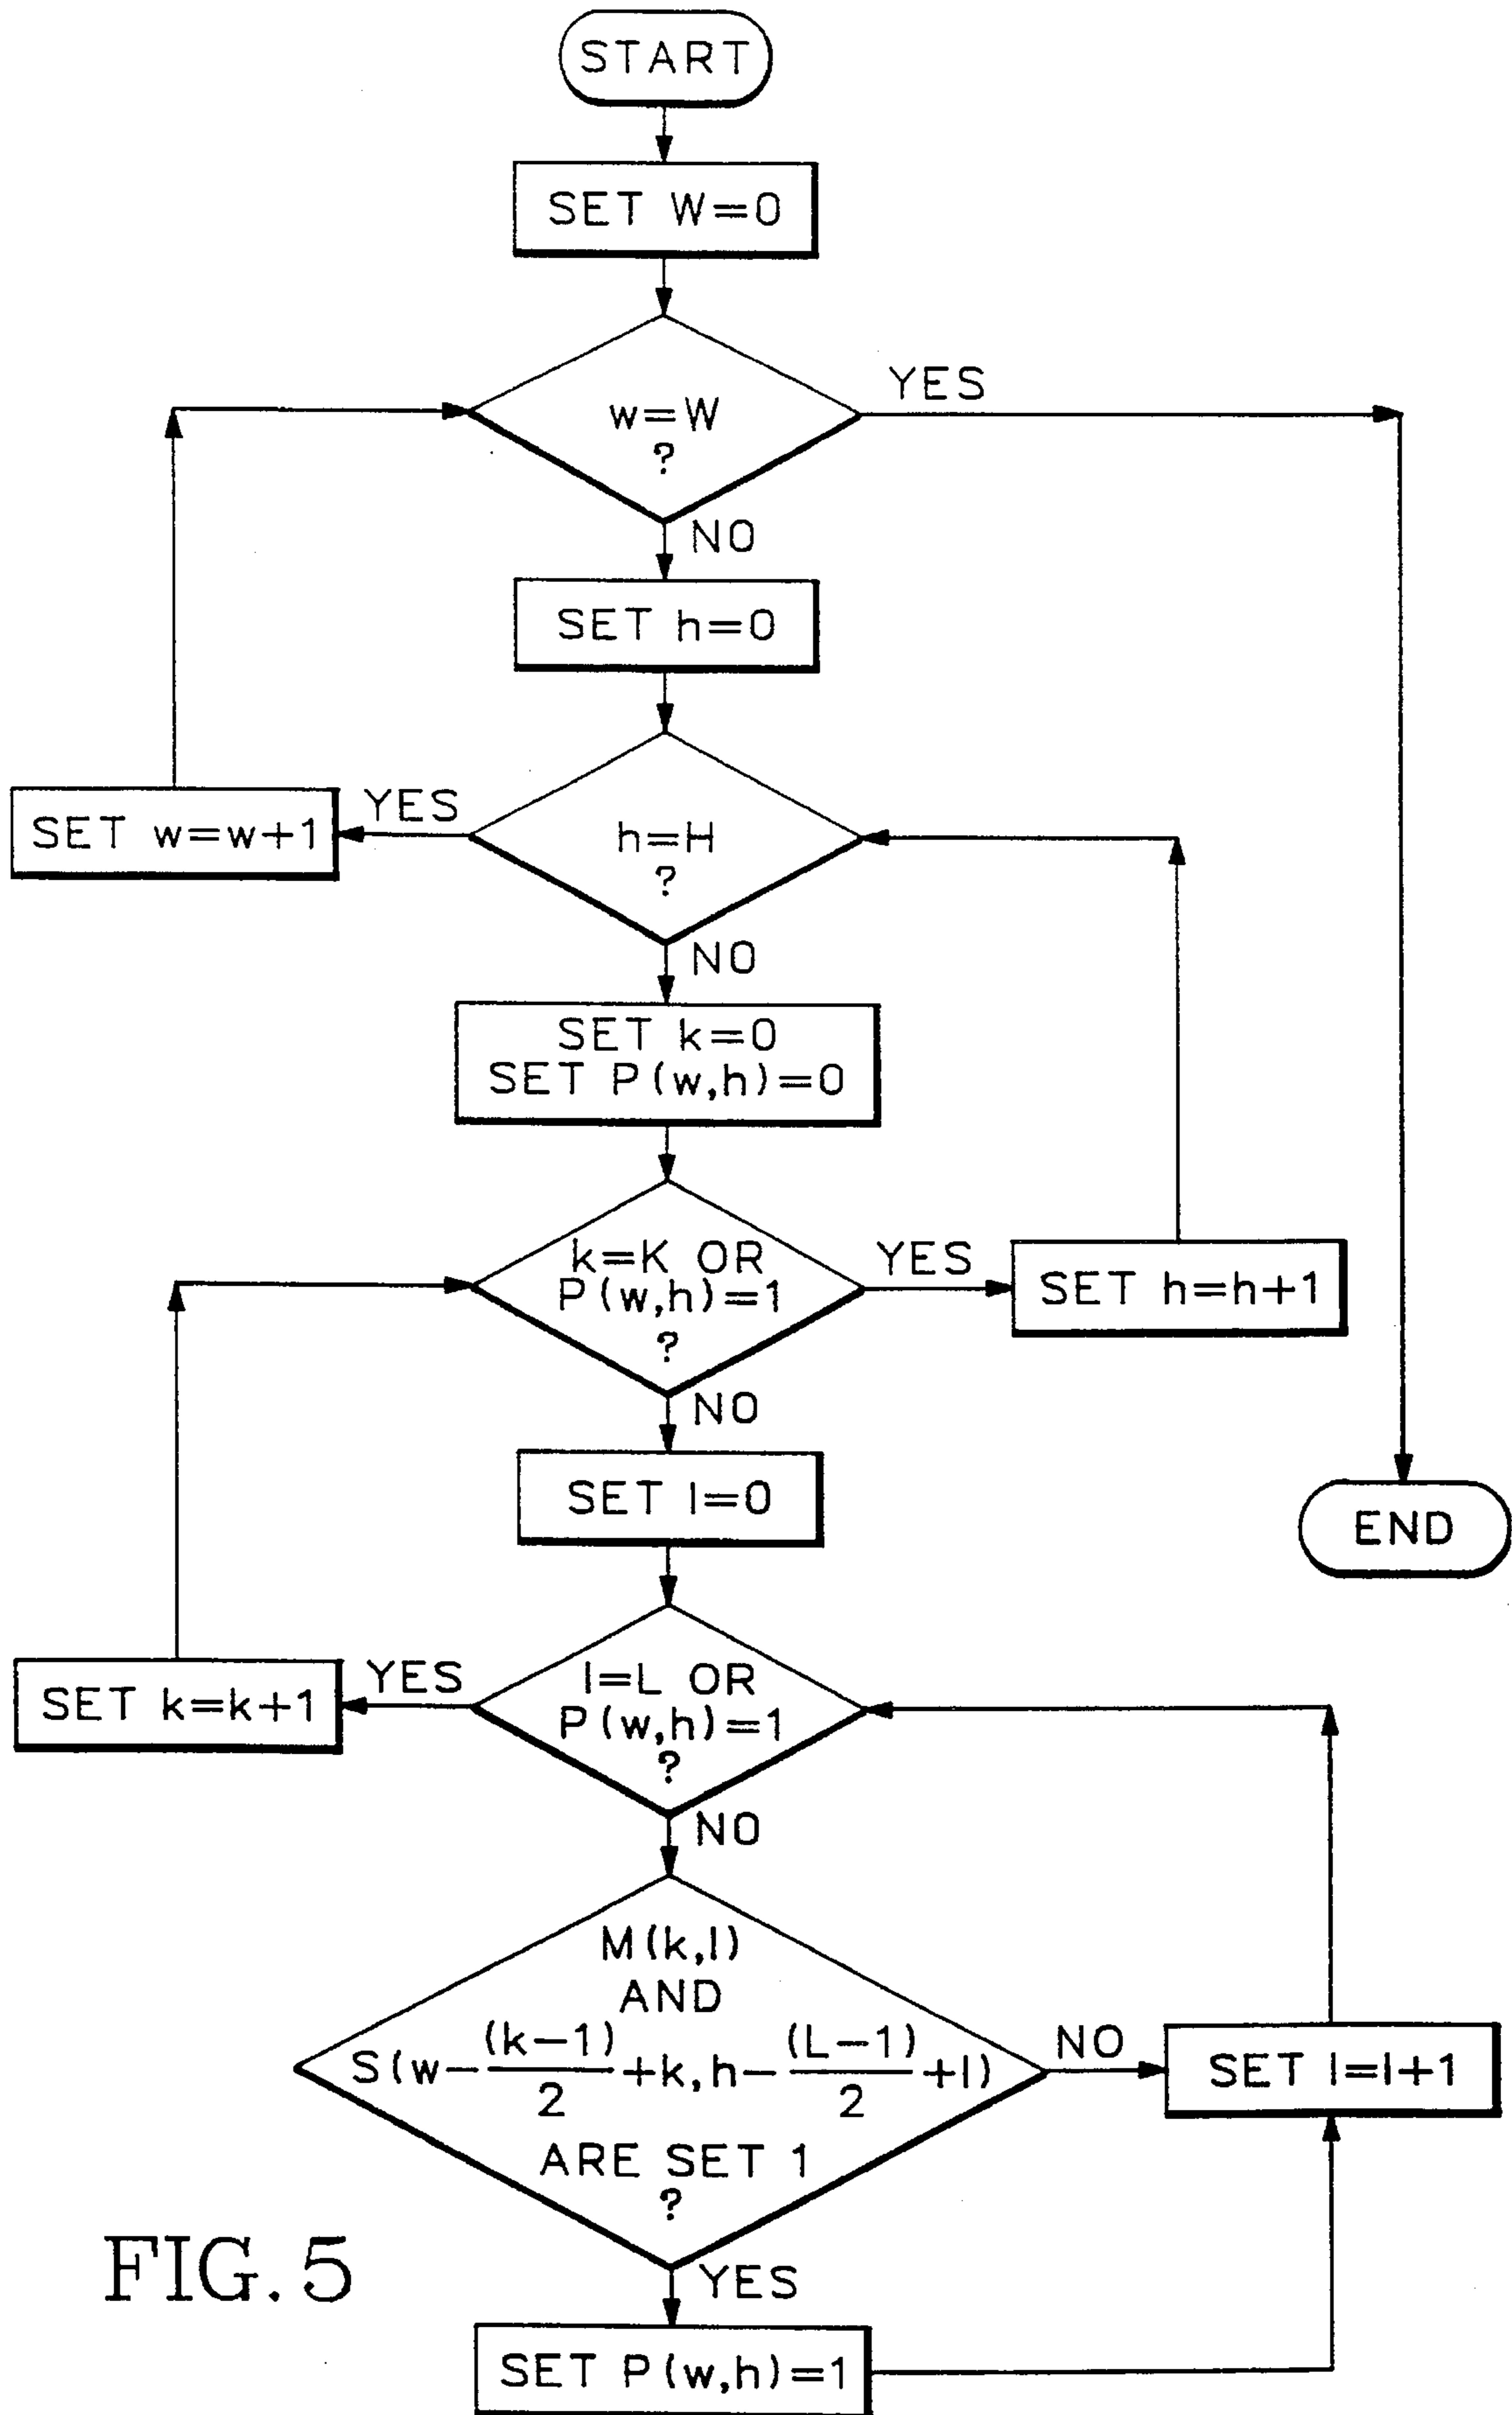 START
SET W=0
w=W
?
YES
NO
SET h=0
SET w=w+1
YES
h=H
?
NO
SET k=0
SET P(w,h)=0
k=K OR
P(w,h)=1
?
YES
SET h=h+1
NO
SET l=0
END
SET k=k+1
YES
l=L OR
P(w,h)=1
?
NO
M(k,l)
AND
S(w-(k-1)/2+k,h-(L-1)/2+l)
ARE SET 1
?
NO
SET l=l+1
YES
SET P(w,h)=1
FIG. 5